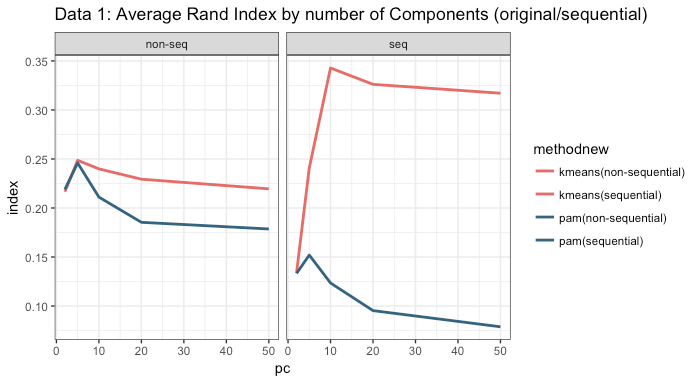 Data 1: Average Rand Index by number of Components (original/sequential)
non-seq
seq
0.35
0.30
0.25
0.20
0.15
0.10
index
0 10 20 30 40 50
0 10 20 30 40 50
pc
methodnew
kmeans(non-sequential)
kmeans(sequential)
pam(non-sequential)
pam(sequential)